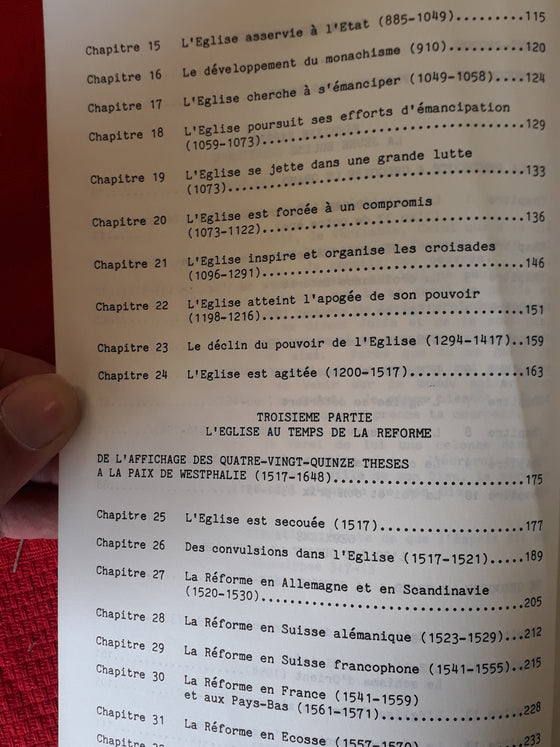 Chapitre 15 L'Eglise asservie à l'Etat (885-1049).........115
Chapitre 16 Le développement du monachisme (910)..........120
Chapitre 17 L'Eglise cherche à s'émanciper (1049-1058)....124
Chapitre 18 L'Eglise poursuit ses efforts d'émancipation
(1059-1073)...................................129
Chapitre 19 L'Eglise se jette dans une grande lutte
(1073)........................................133
Chapitre 20 L'Eglise est forcée à un compromis
(1073-1122)...................................136
Chapitre 21 L'Eglise inspire et organise les croisades
(1096-1291)...................................146
Chapitre 22 L'Eglise atteint l'apogée de son pouvoir
(1198-1216)...................................151
Chapitre 23 Le déclin du pouvoir de l'Eglise (1294-1417)..159
Chapitre 24 L'Eglise est agitée (1200-1517)...............163
TROISIEME PARTIE
L'EGLISE AU TEMPS DE LA REFORME
DE L'AFFICHAGE DES QUATRE-VINGT-QUINZE THESES
A LA PAIX DE WESTPHALIE (1517-1648).......................175
Chapitre 25 L'Eglise est secouée (1517)...................177
Chapitre 26 Des convulsions dans l'Eglise (1517-1521).....189
Chapitre 27 La Réforme en Allemagne et en Scandinavie
(1520-1530)...................................205
Chapitre 28 La Réforme en Suisse alémanique (1523-1529)...212
Chapitre 29 La Réforme en Suisse francophone (1541-1555)..215
Chapitre 30 La Réforme en France (1541-1559)
et aux Pays-Bas (1561-1571)...................228
Chapitre 31 La Réforme en Ecosse (1557-1570)..............233